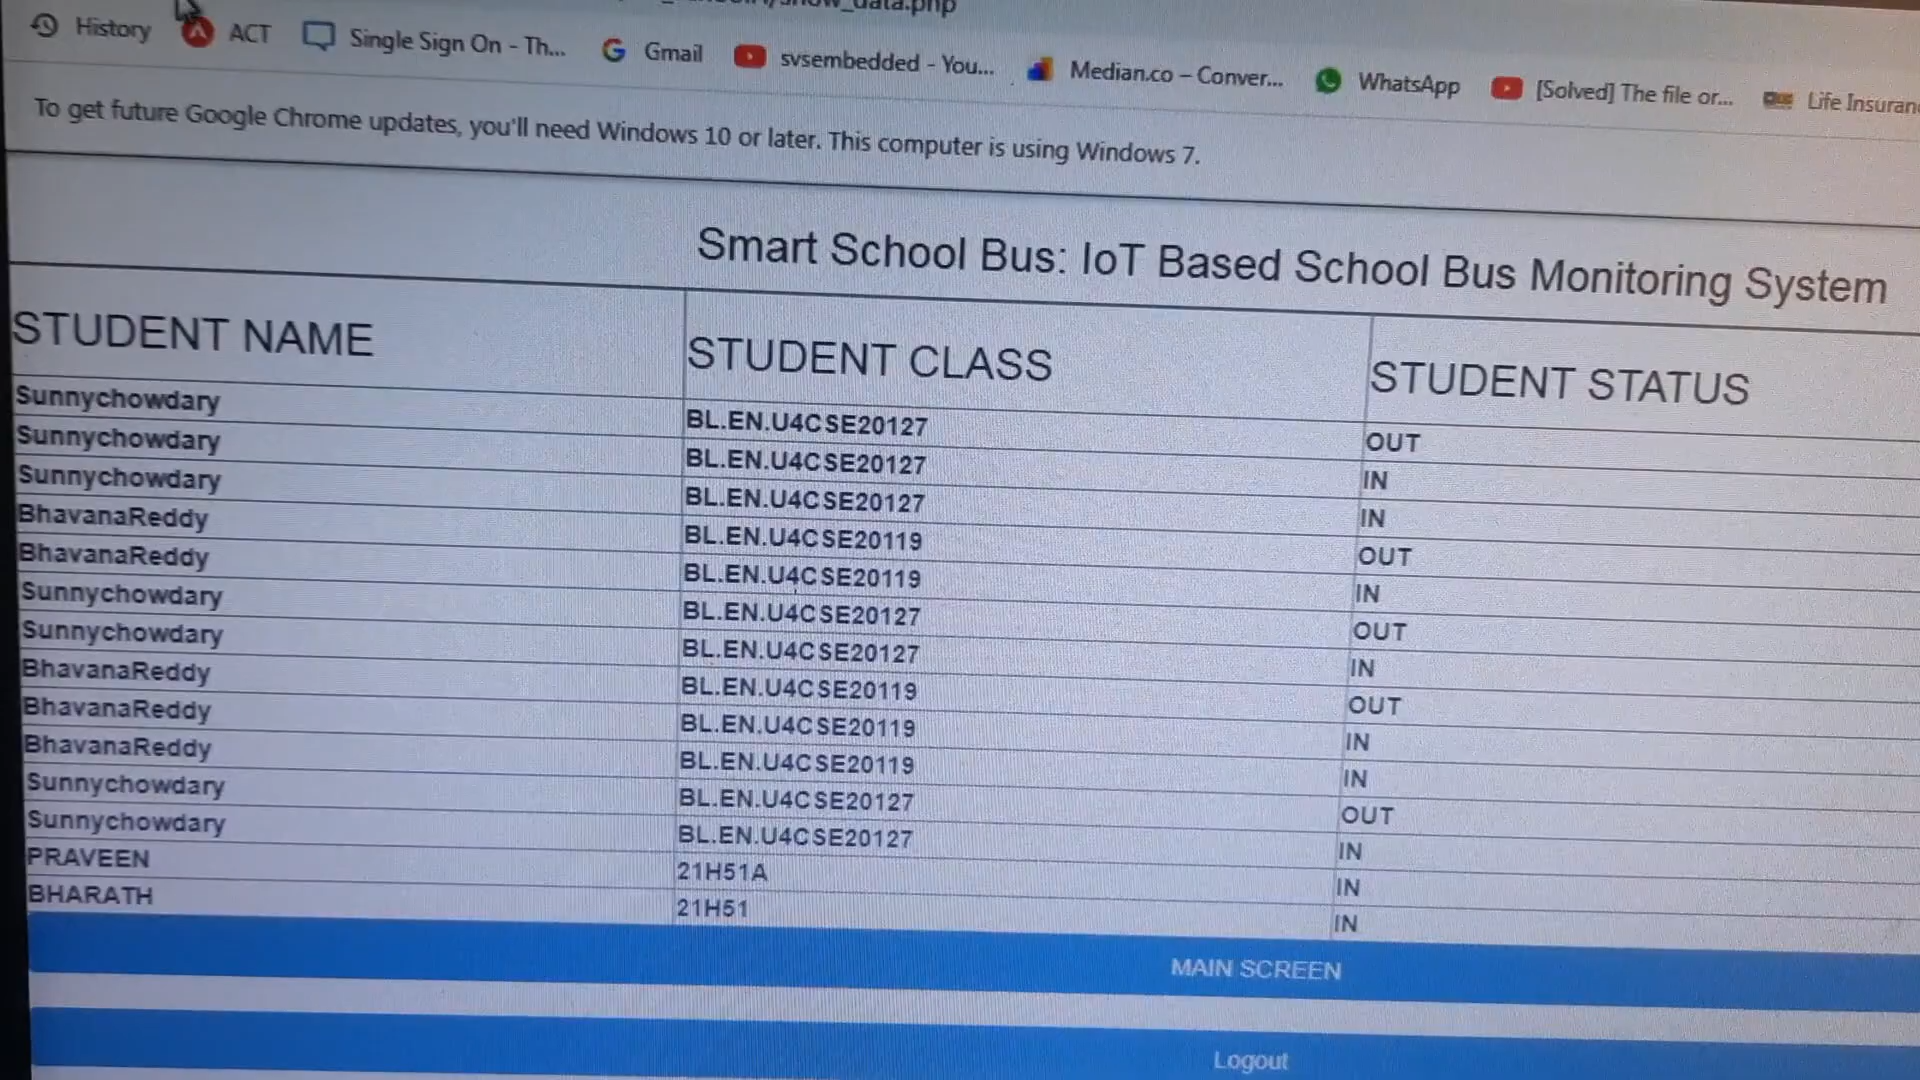 _data.php
History ACT Single Sign On - Th... Gmail svsembedded - You... Median.co – Conver... WhatsApp [Solved] The file or... Life Insuran
To get future Google Chrome updates, you'll need Windows 10 or later. This computer is using Windows 7.
Smart School Bus: IoT Based School Bus Monitoring System
STUDENT NAME STUDENT CLASS STUDENT STATUS
Sunnychowdary BL.EN.U4CSE20127 OUT
Sunnychowdary BL.EN.U4CSE20127 IN
Sunnychowdary BL.EN.U4CSE20127 IN
BhavanaReddy BL.EN.U4CSE20119 OUT
BhavanaReddy BL.EN.U4CSE20119 IN
Sunnychowdary BL.EN.U4CSE20127 OUT
Sunnychowdary BL.EN.U4CSE20127 IN
BhavanaReddy BL.EN.U4CSE20119 OUT
BhavanaReddy BL.EN.U4CSE20119 IN
BhavanaReddy BL.EN.U4CSE20119 IN
Sunnychowdary BL.EN.U4CSE20127 OUT
Sunnychowdary BL.EN.U4CSE20127 IN
PRAVEEN 21H51A IN
BHARATH 21H51 IN
MAIN SCREEN
Logout